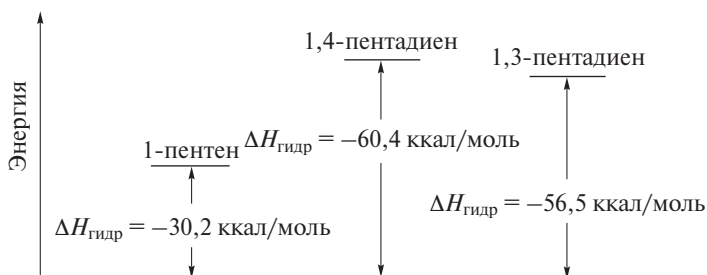 Энергия
1,4-пентадиен
1,3-пентадиен
1-пентен
ΔHгидр = −60,4 ккал/моль
ΔHгидр = −56,5 ккал/моль
ΔHгидр = −30,2 ккал/моль